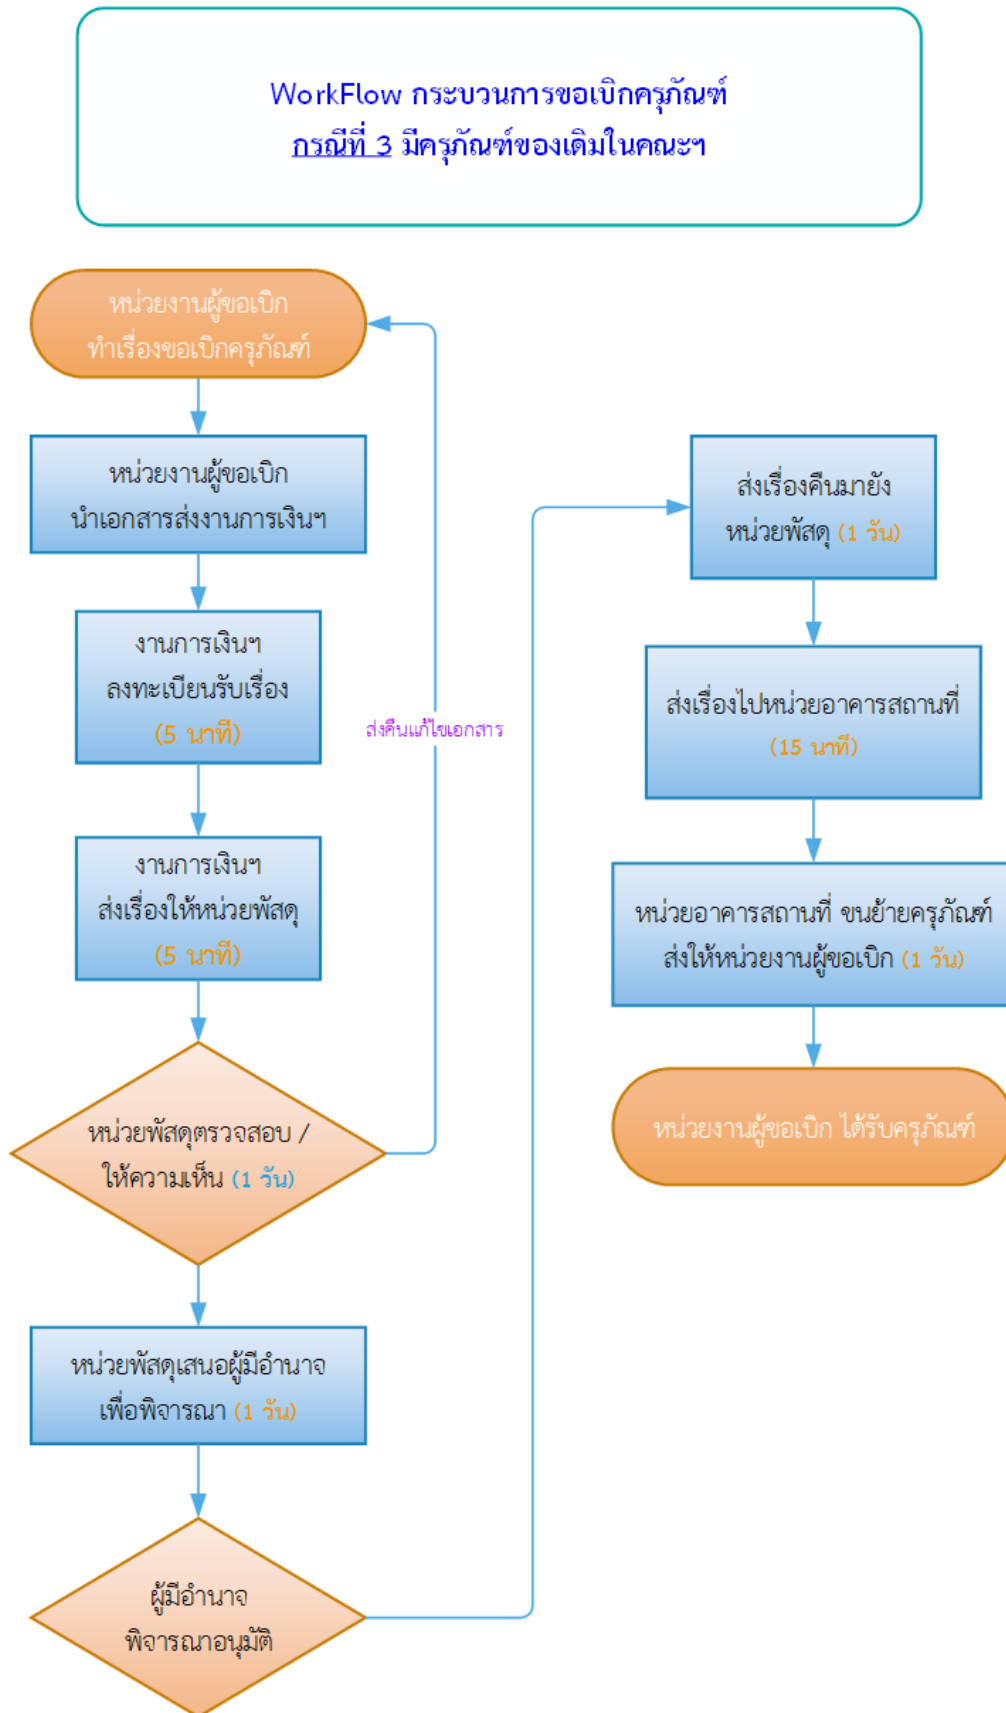 WorkFlow กระบวนการขอเบิกครุภัณฑ์
กรณีที่ 3 มีครุภัณฑ์ของเดิมในคณะฯ
หน่วยงานผู้ขอเบิก
ทำเรื่องขอเบิกครุภัณฑ์
หน่วยงานผู้ขอเบิก
นำเอกสารส่งงานการเงินฯ
งานการเงินฯ
ลงทะเบียนรับเรื่อง
(5 นาที)
งานการเงินฯ
ส่งเรื่องให้หน่วยพัสดุ
(5 นาที)
หน่วยพัสดุตรวจสอบ /
ให้ความเห็น (1 วัน)
ส่งคืนแก้ไขเอกสาร
หน่วยพัสดุเสนอผู้มีอำนาจ
เพื่อพิจารณา (1 วัน)
ผู้มีอำนาจ
พิจารณาอนุมัติ
ส่งเรื่องคืนมายัง
หน่วยพัสดุ (1 วัน)
ส่งเรื่องไปหน่วยอาคารสถานที่
(15 นาที)
หน่วยอาคารสถานที่ ขนย้ายครุภัณฑ์
ส่งให้หน่วยงานผู้ขอเบิก (1 วัน)
หน่วยงานผู้ขอเบิก ได้รับครุภัณฑ์